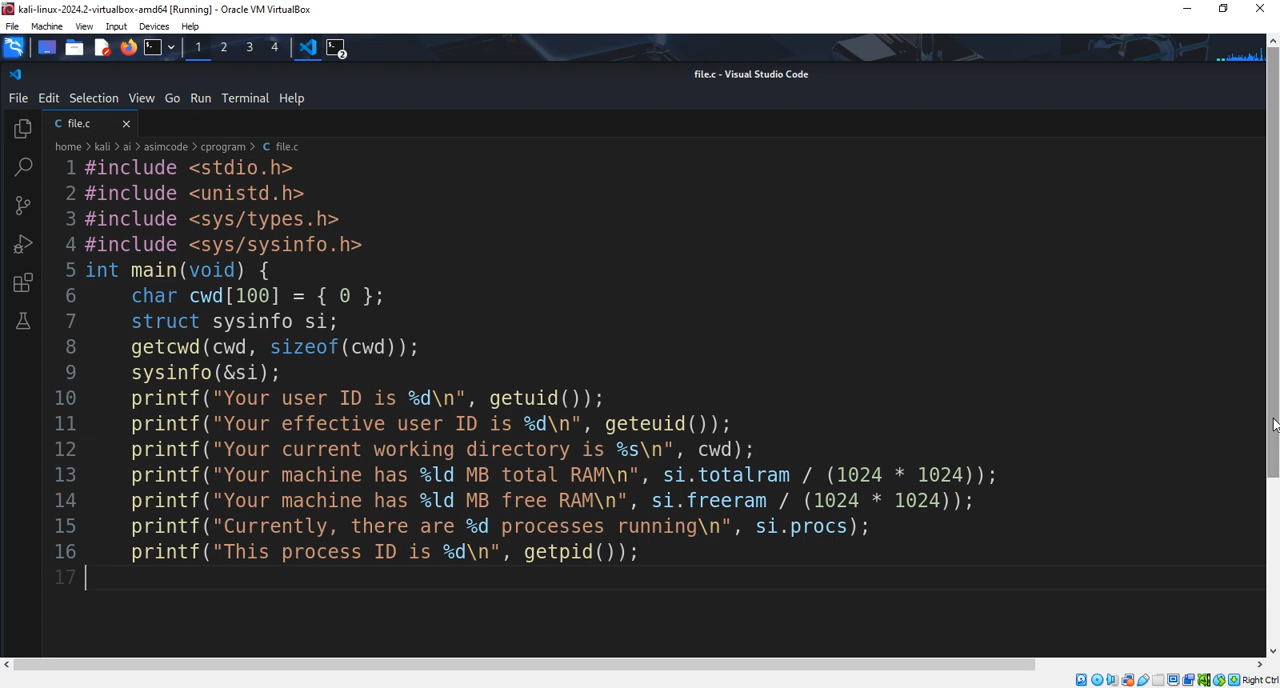 kali-linux-2024.2-virtualbox-amd64 [Running] - Oracle VM VirtualBox
File Machine View Input Devices Help
1 2 3 4 2
file.c - Visual Studio Code
File Edit Selection View Go Run Terminal Help
C file.c
home > kali > ai > asimcode > cprogram > C file.c
1 #include <stdio.h>
2 #include <unistd.h>
3 #include <sys/types.h>
4 #include <sys/sysinfo.h>
5 int main(void) {
6     char cwd[100] = { 0 };
7     struct sysinfo si;
8     getcwd(cwd, sizeof(cwd));
9     sysinfo(&si);
10     printf("Your user ID is %d\n", getuid());
11     printf("Your effective user ID is %d\n", geteuid());
12     printf("Your current working directory is %s\n", cwd);
13     printf("Your machine has %ld MB total RAM\n", si.totalram / (1024 * 1024));
14     printf("Your machine has %ld MB free RAM\n", si.freeram / (1024 * 1024));
15     printf("Currently, there are %d processes running\n", si.procs);
16     printf("This process ID is %d\n", getpid());
17
Right Ctrl